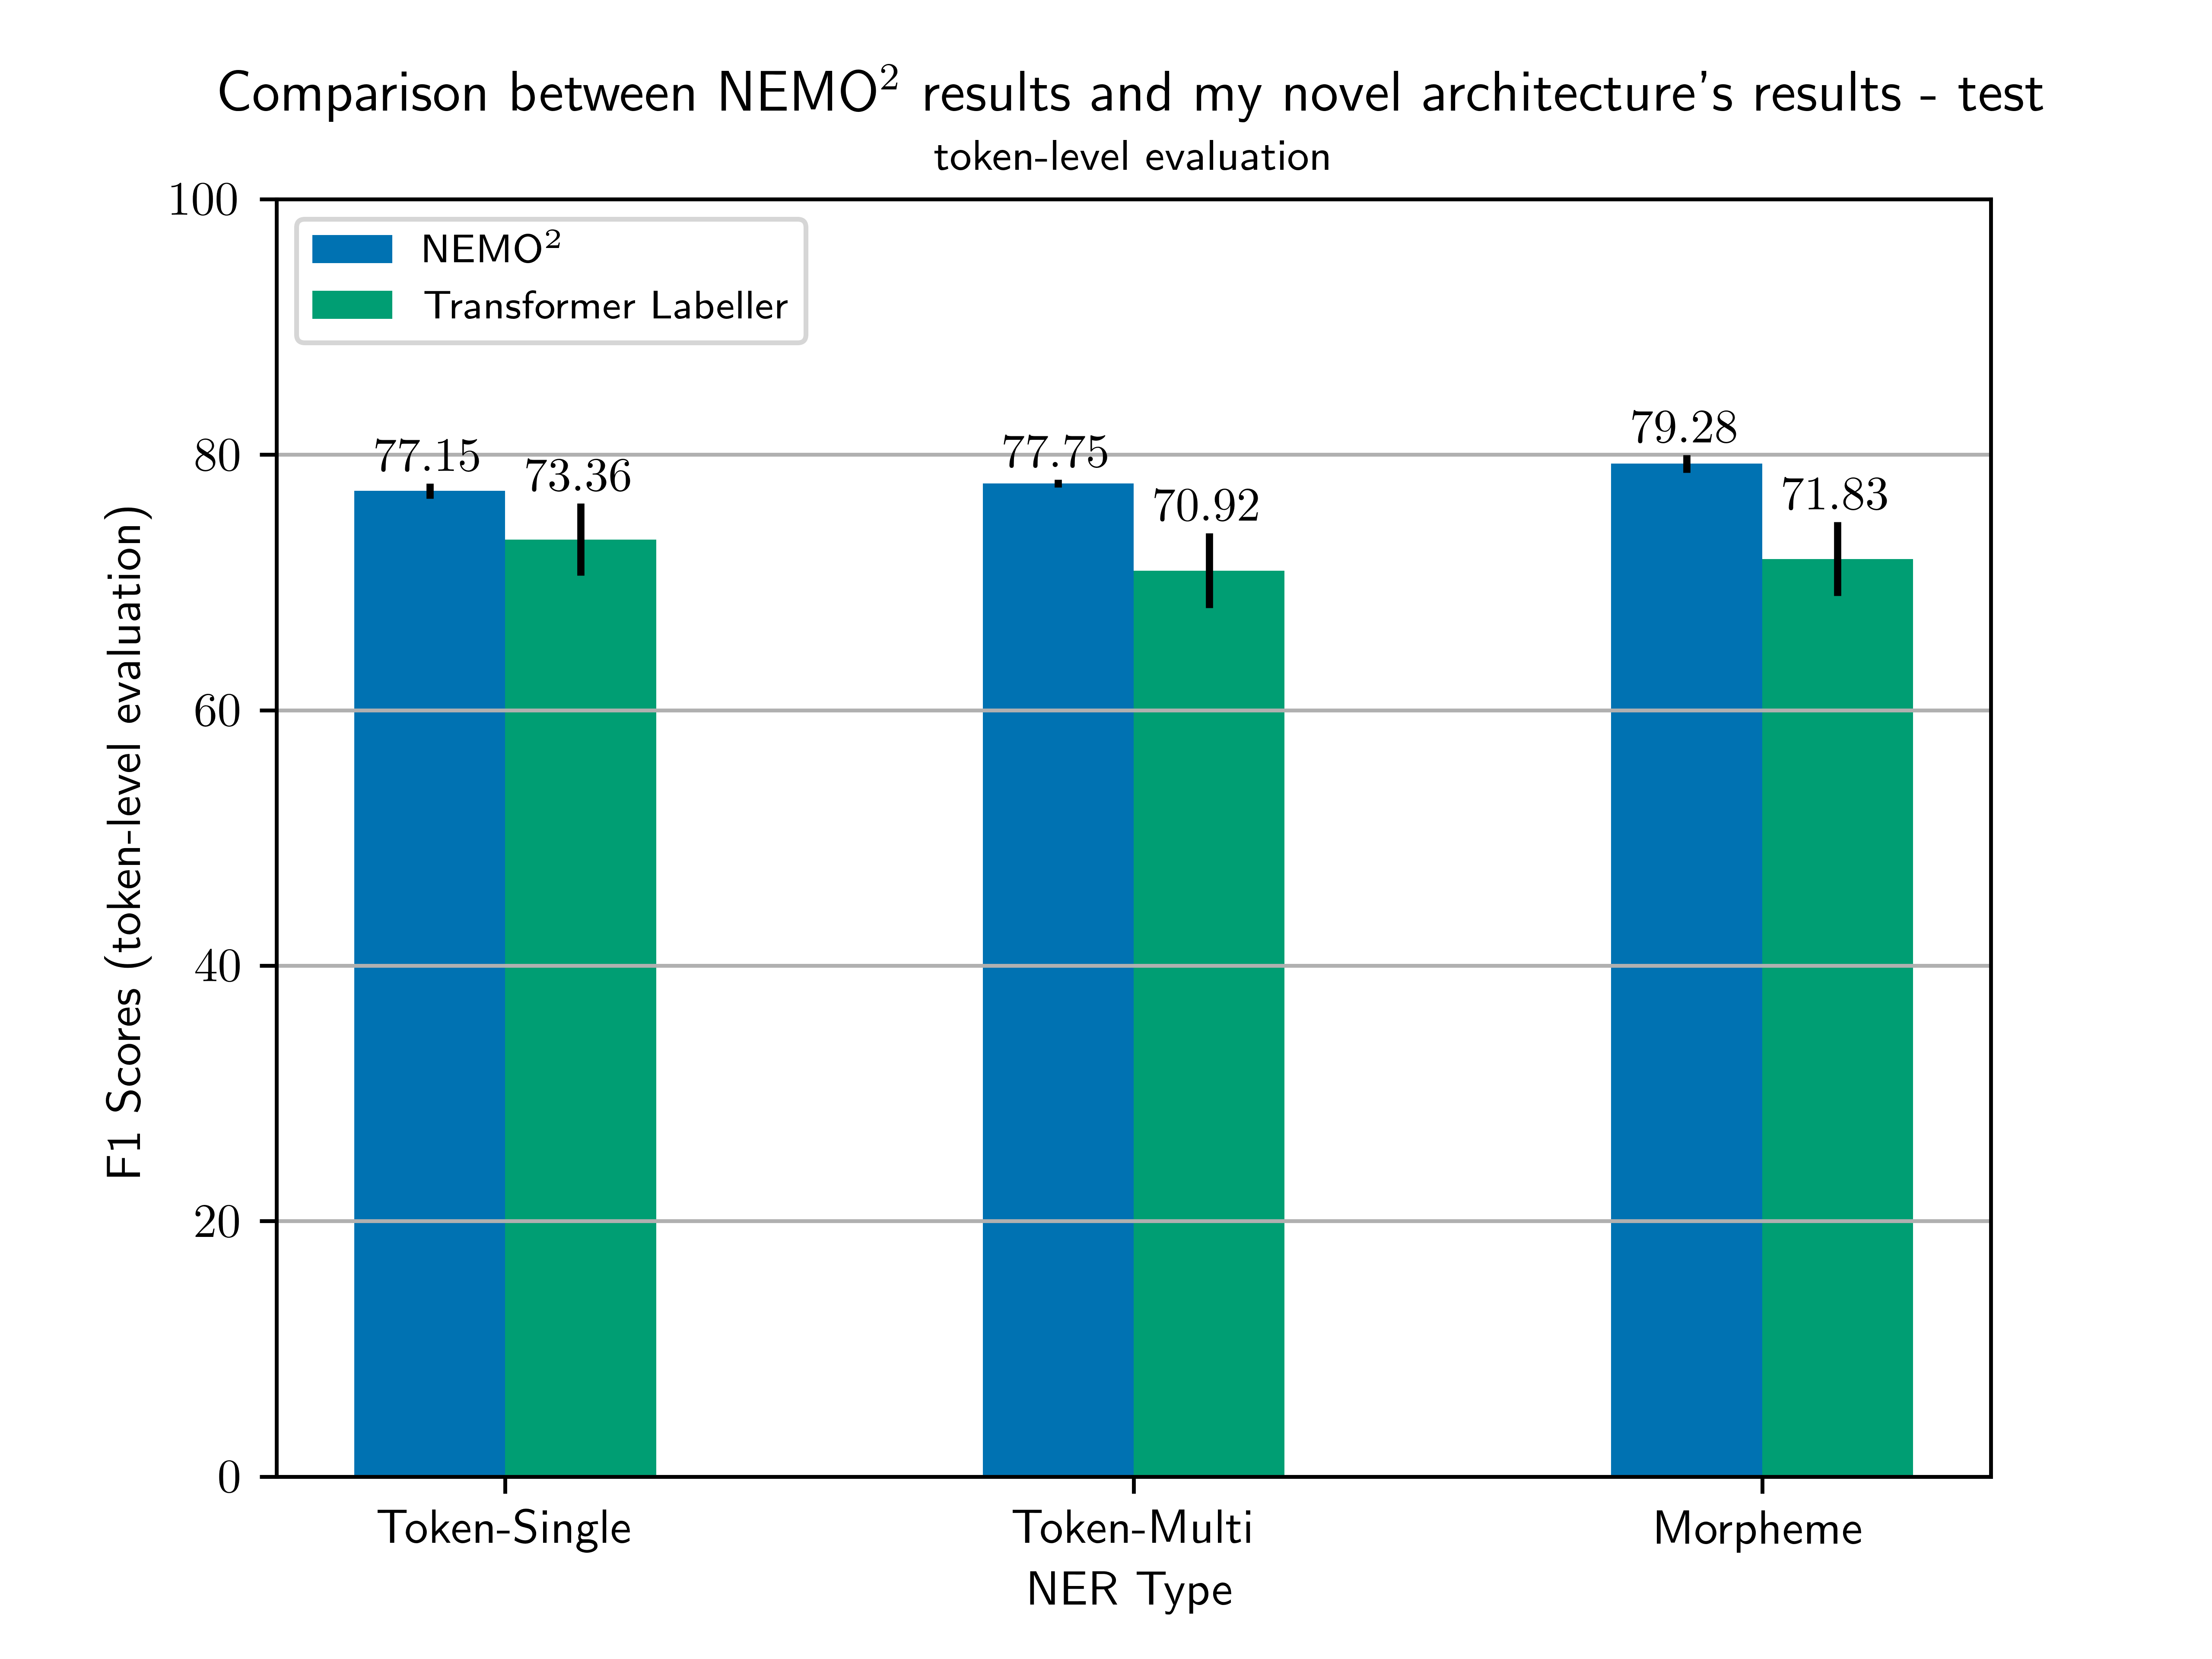 Comparison between NEMO² results and my novel architecture's results - test
token-level evaluation
NEMO²
Transformer Labeller
100
80
60
40
20
0
F1 Scores (token-level evaluation)
77.15
73.36
77.75
70.92
79.28
71.83
Token-Single
Token-Multi
Morpheme
NER Type